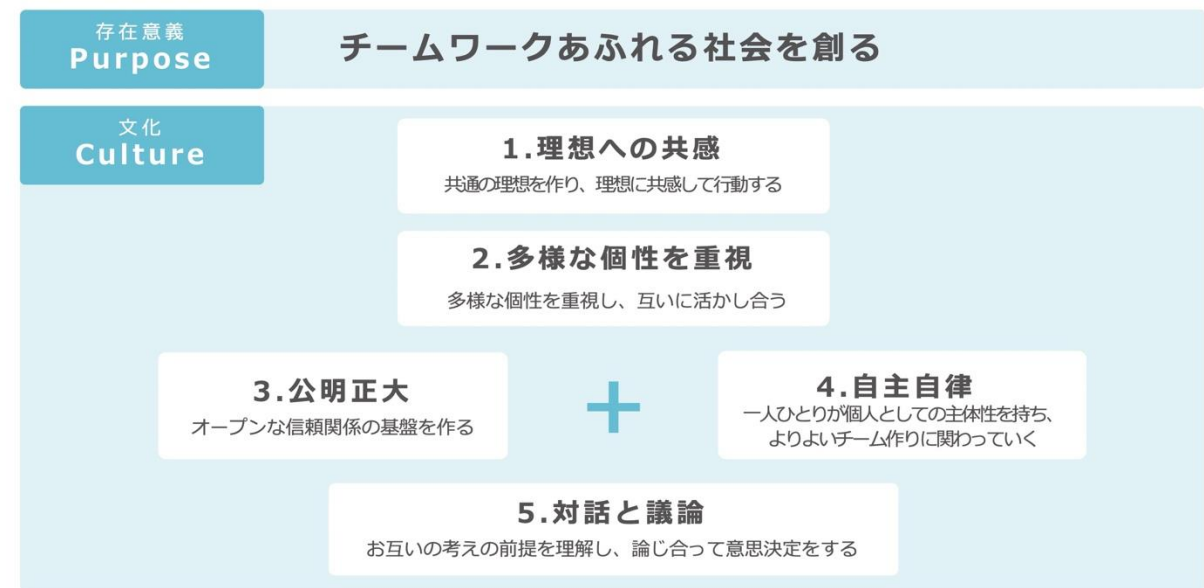 存在意義
Purpose
チームワークあふれる社会を創る
文化
Culture
1.理想への共感
共通の理想を作り、理想に共感して行動する
2.多様な個性を重視
多様な個性を重視し、互いに活かし合う
3.公明正大
オープンな信頼関係の基盤を作る
+
4.自主自律
一人ひとりが個人としての主体性を持ち、
よりよいチーム作りに関わっていく
5.対話と議論
お互いの考えの前提を理解し、論じ合って意思決定をする